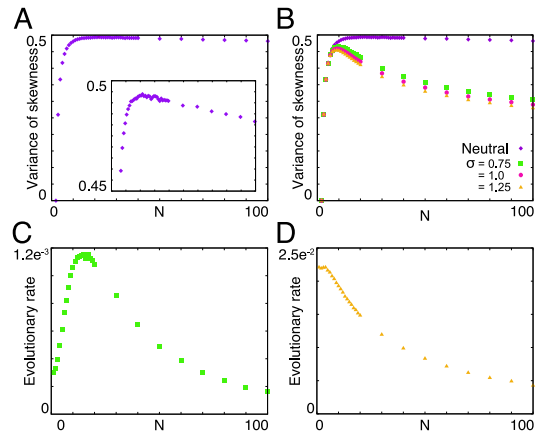 A
0.5
Variance of skewness
0
0.5
0.45
0
N
100
B
0.5
Variance of skewness
0
Neutral
σ = 0.75
= 1.0
= 1.25
0
N
100
C
1.2e⁻³
Evolutionary rate
0
0
N
100
D
2.5e⁻²
Evolutionary rate
0
0
N
100